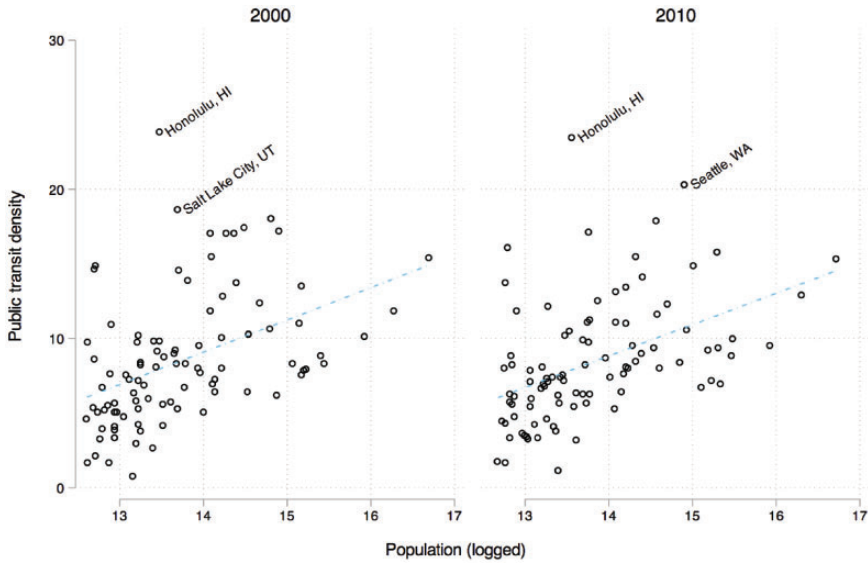 2000
2010
30
20
10
0
Public transit density
Honolulu, HI
Salt Lake City, UT
Honolulu, HI
Seattle, WA
13 14 15 16 17
13 14 15 16 17
Population (logged)